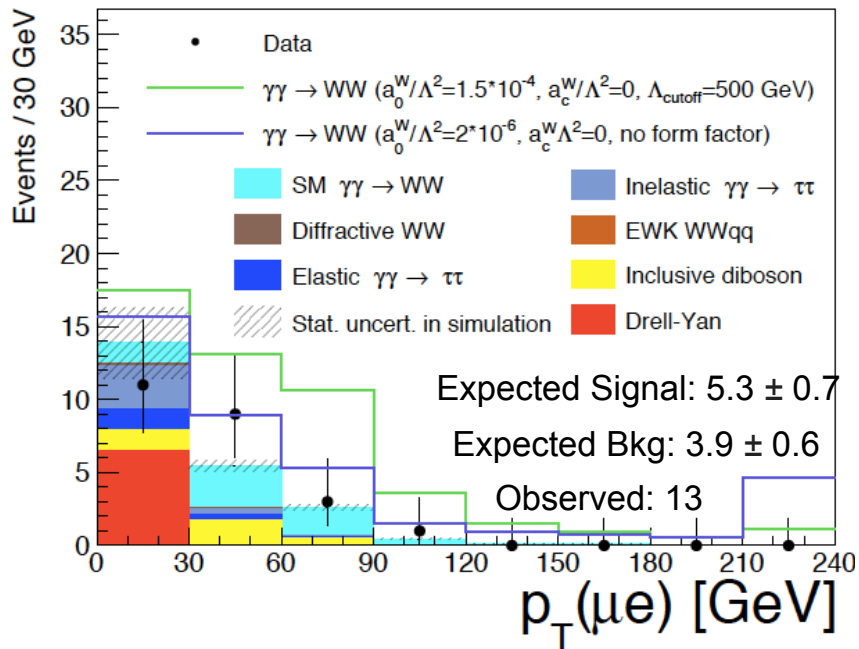 Events / 30 GeV
35
30
25
20
15
10
5
0
Data
γγ → WW (a₀ᵂ/Λ²=1.5*10⁻⁴, a_cᵂ/Λ²=0, Λ_cutoff=500 GeV)
γγ → WW (a₀ᵂ/Λ²=2*10⁻⁶, a_cᵂΛ²=0, no form factor)
SM γγ → WW
Inelastic γγ → ττ
Diffractive WW
EWK WWqq
Elastic γγ → ττ
Inclusive diboson
Stat. uncert. in simulation
Drell-Yan
Expected Signal: 5.3 ± 0.7
Expected Bkg: 3.9 ± 0.6
Observed: 13
0 30 60 90 120 150 180 210 240
p_T(μe) [GeV]